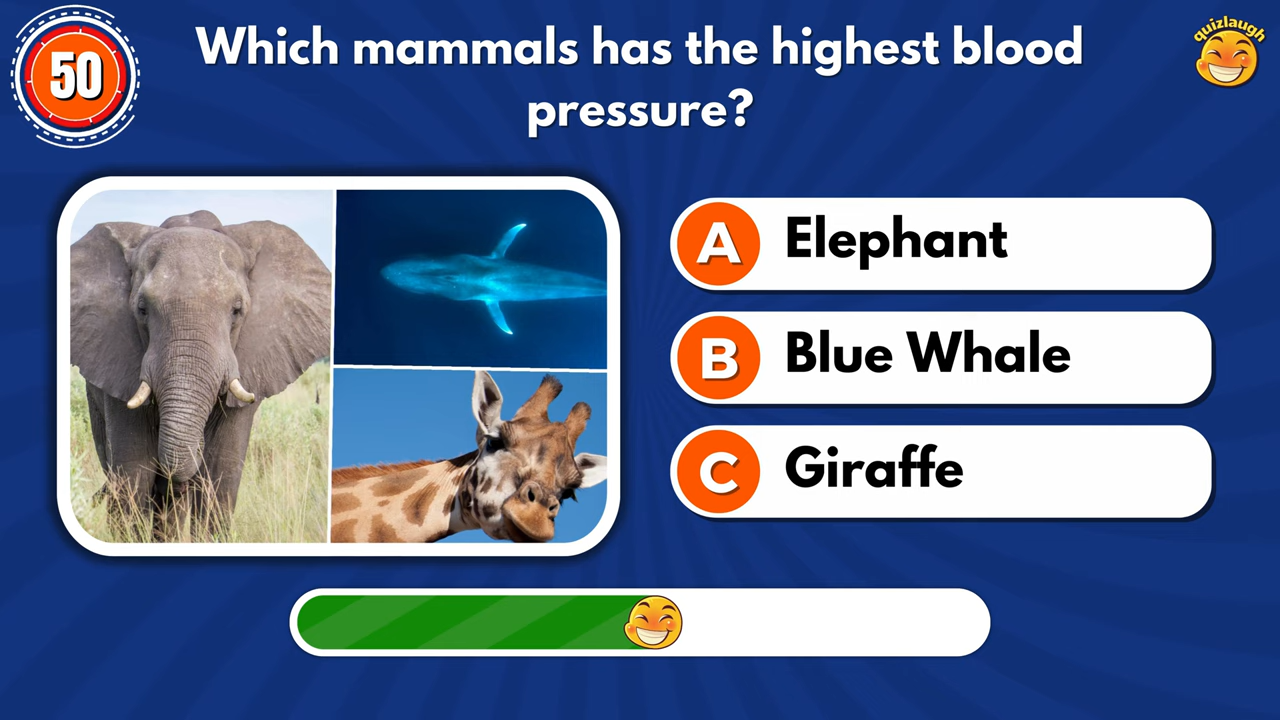 50
Which mammals has the highest blood
pressure?
quizlaugh
A Elephant
B Blue Whale
C Giraffe